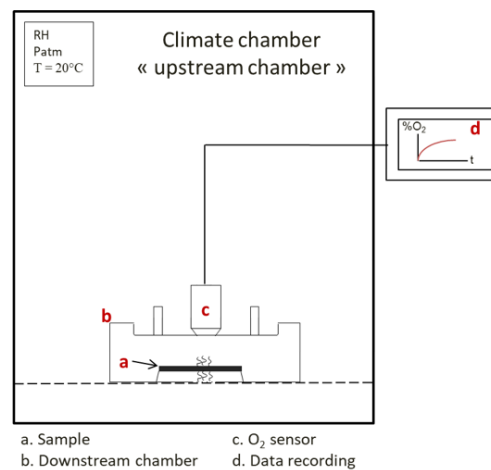 RH
Patm
T = 20°C
Climate chamber
« upstream chamber »
%O₂
d
t
c
b
a
a. Sample
c. O₂ sensor
b. Downstream chamber
d. Data recording